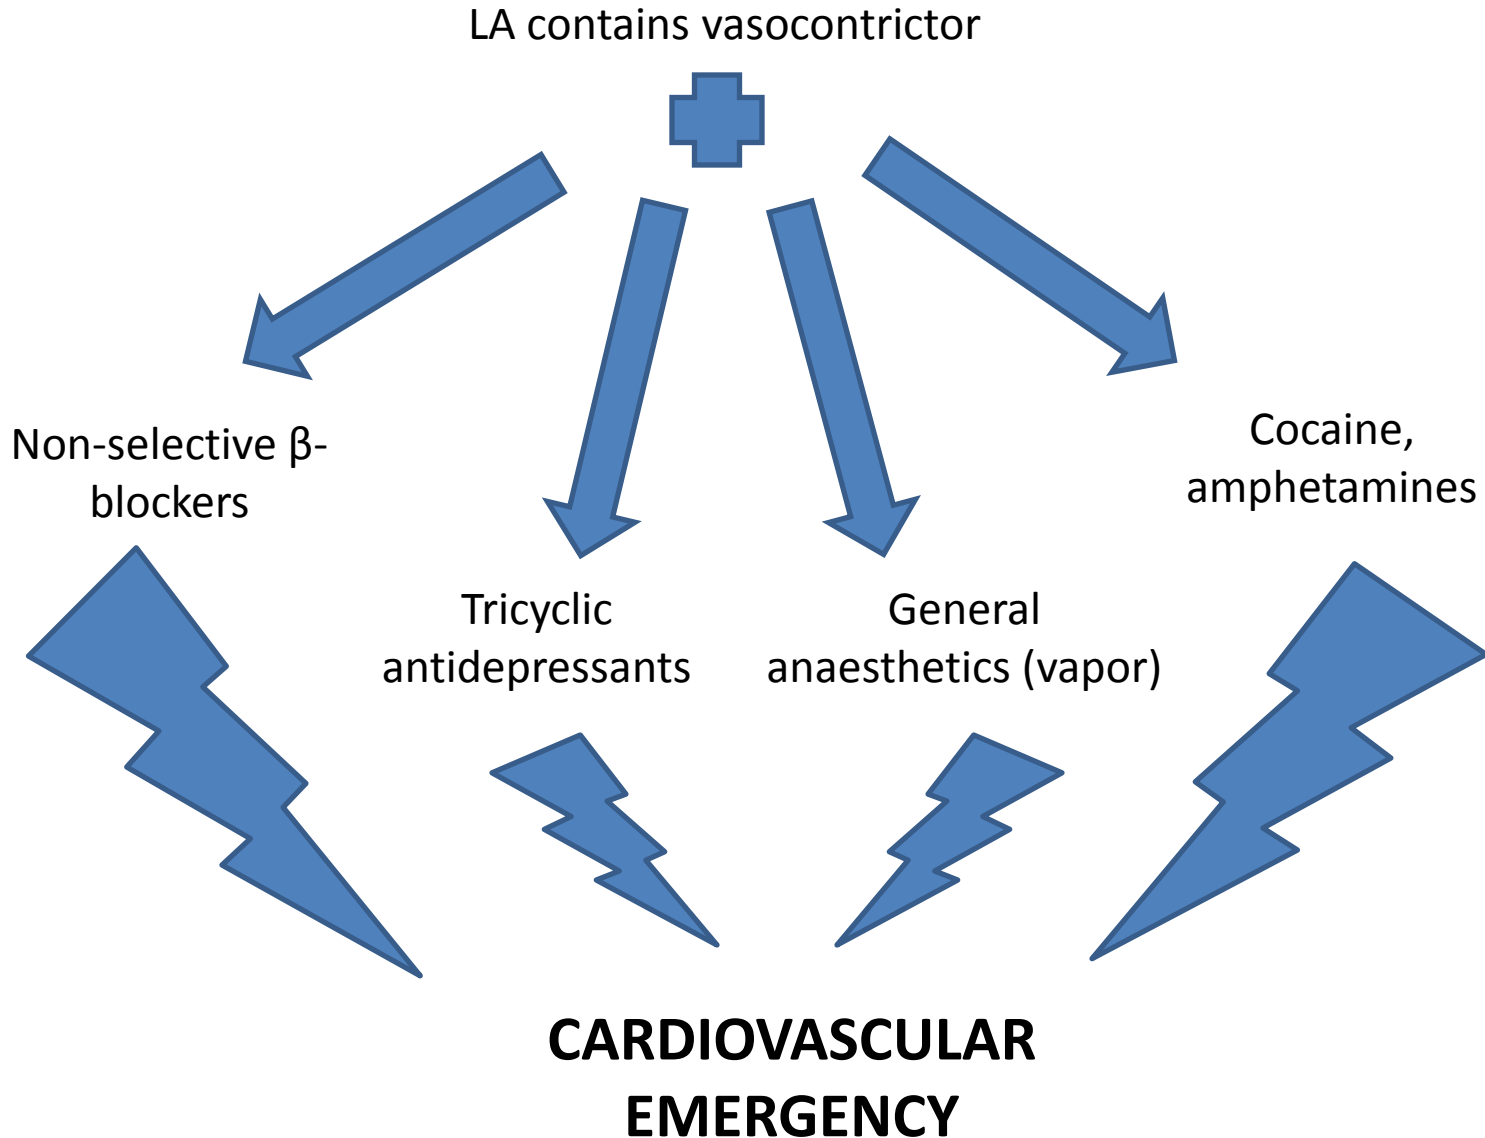 LA contains vasocontrictor
Non-selective β-
blockers
Cocaine,
amphetamines
Tricyclic
antidepressants
General
anaesthetics (vapor)
CARDIOVASCULAR
EMERGENCY